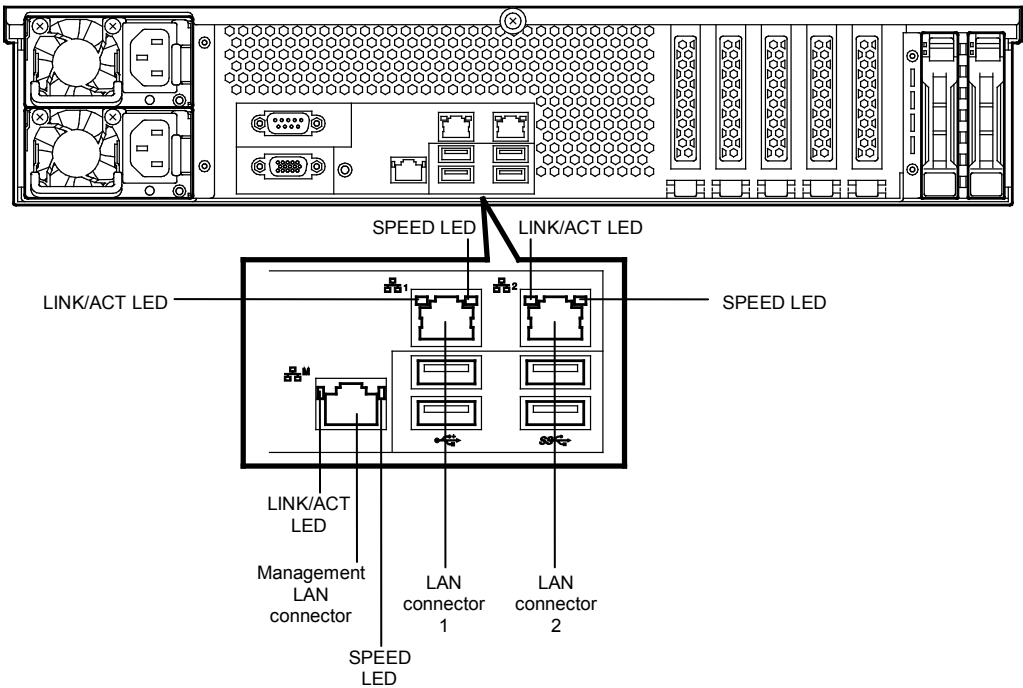 SPEED LED
LINK/ACT LED
1
2
LINK/ACT LED
SPEED LED
M
SS
LINK/ACT
LED
Management
LAN
connector
LAN
connector
1
LAN
connector
2
SPEED
LED